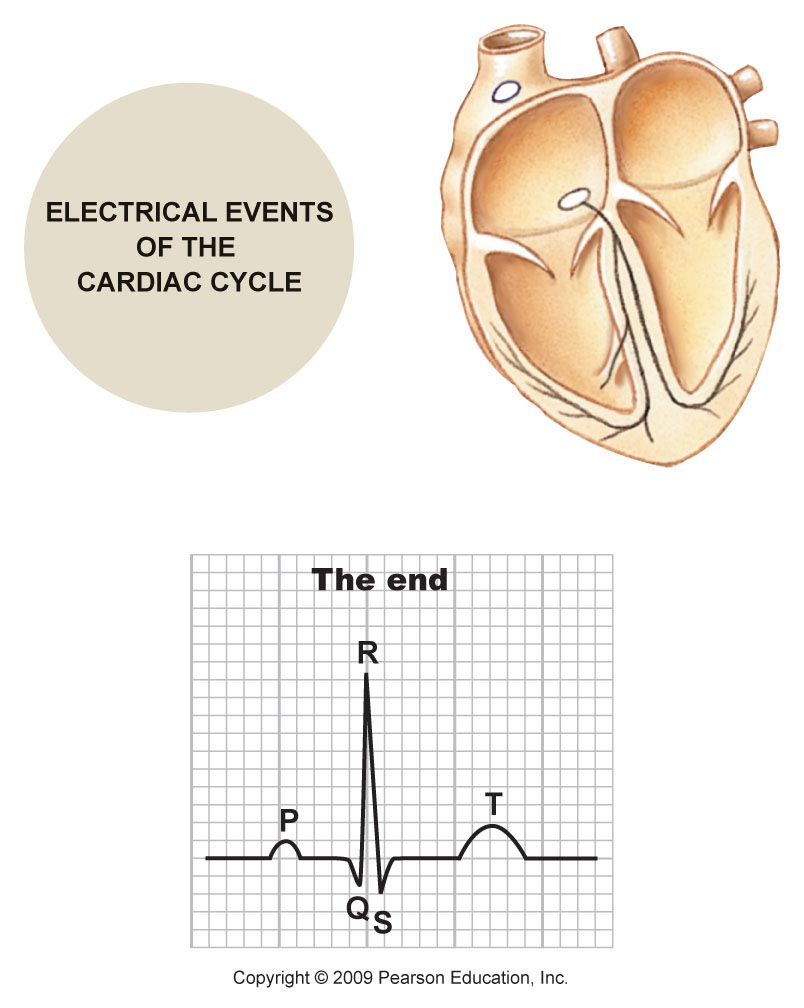 ELECTRICAL EVENTS
OF THE
CARDIAC CYCLE
The end
R
P
T
Q
S
Copyright © 2009 Pearson Education, Inc.